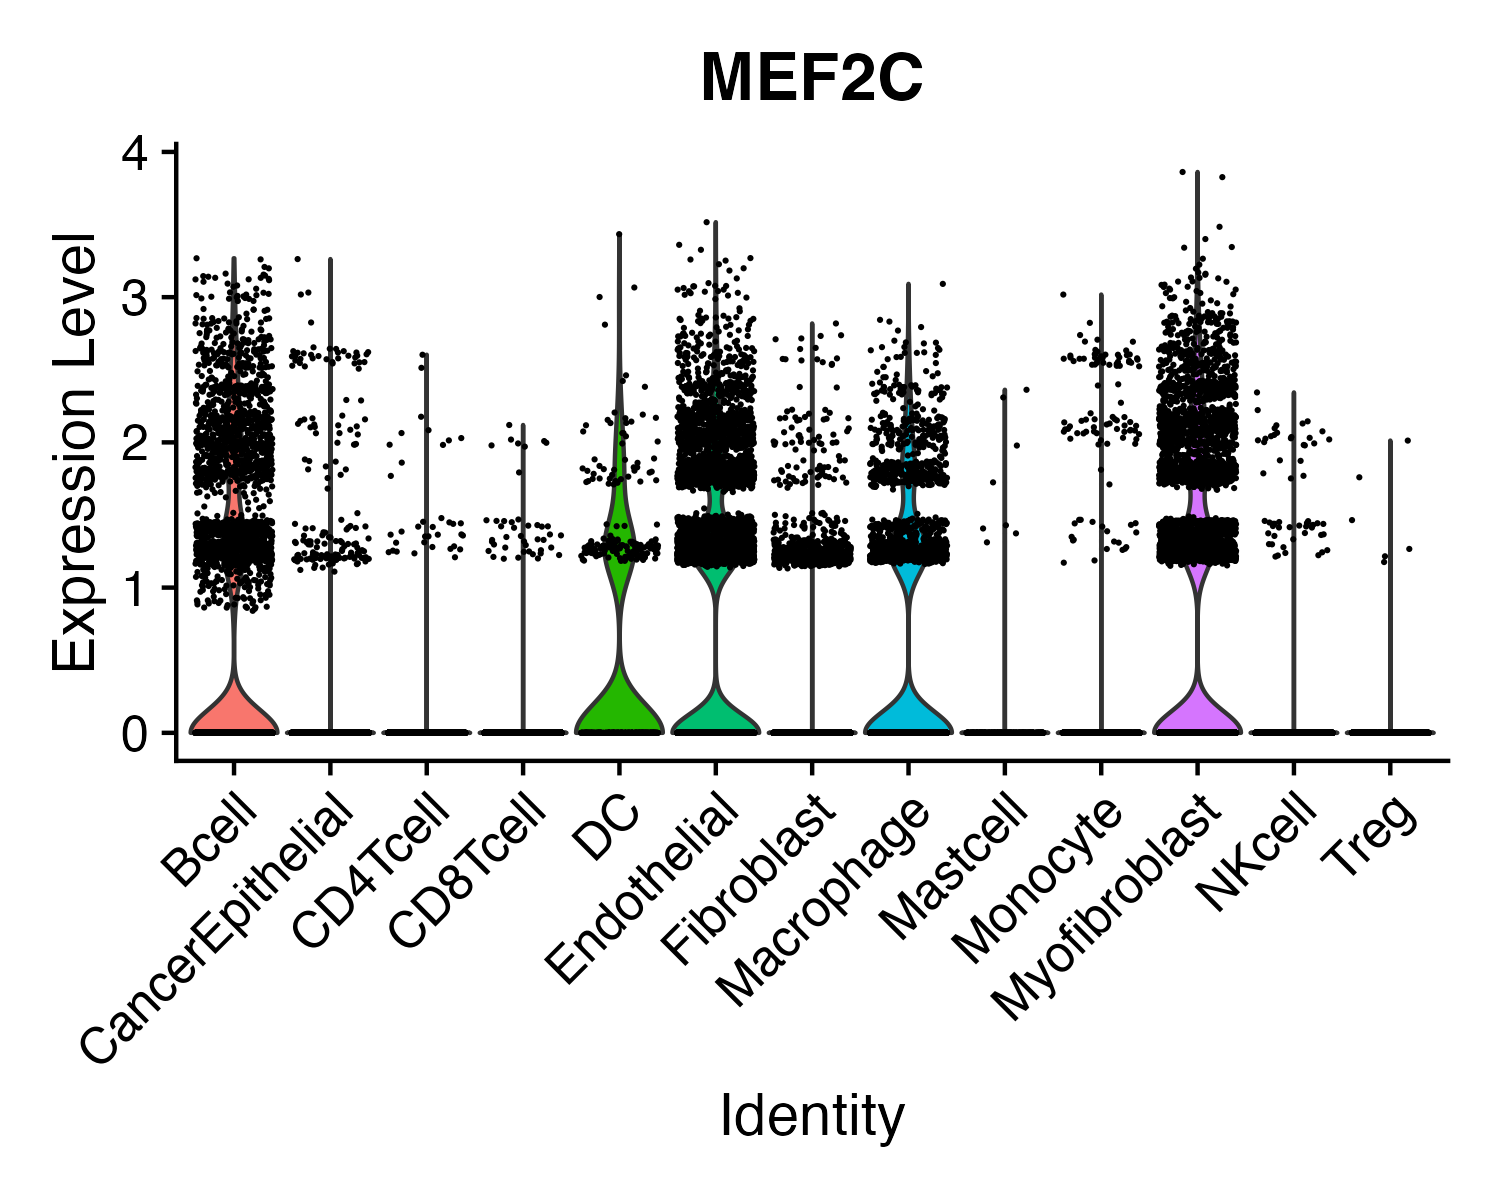 MEF2C
Expression Level
4
3
2
1
0
Bcell
CancerEpithelial
CD4Tcell
CD8Tcell
DC
Endothelial
Fibroblast
Macrophage
Mastcell
Monocyte
Myofibroblast
NKcell
Treg
Identity